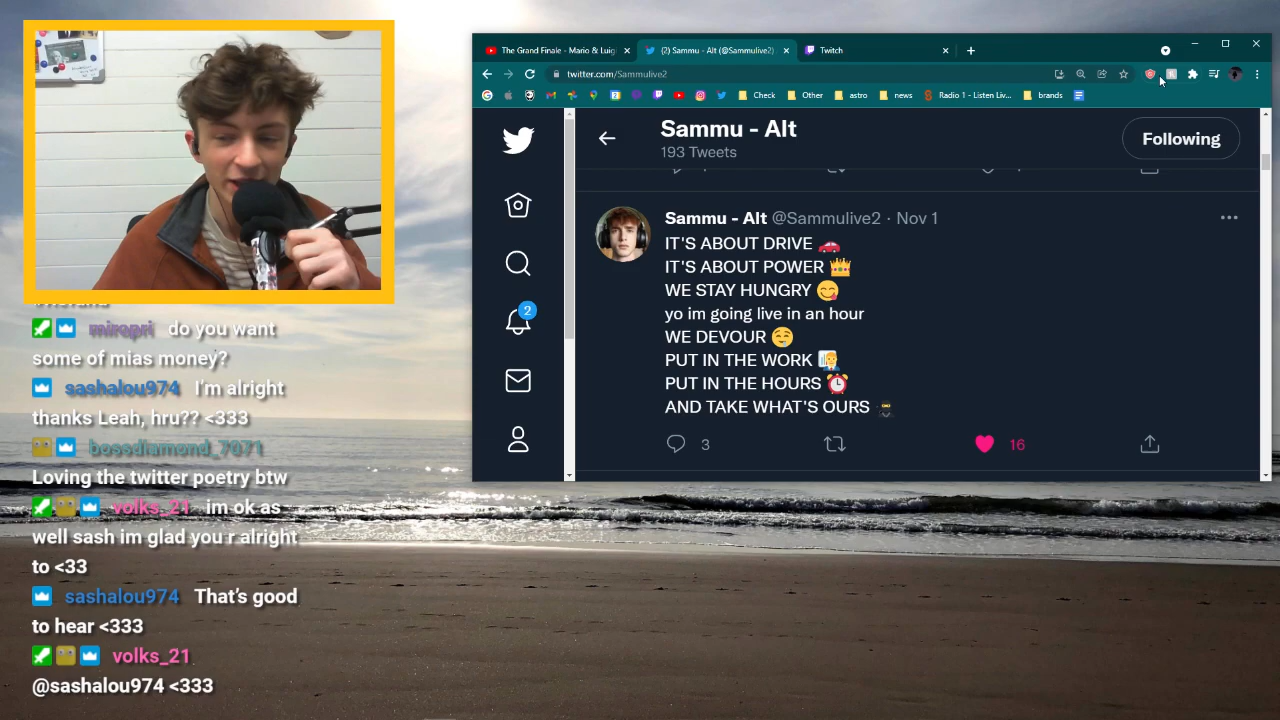 miropri do you want
some of mias money?
sashalou974 I'm alright
thanks Leah, hru?? <333
bossdiamond_7071
Loving the twitter poetry btw
volks_21 im ok as
well sash im glad you r alright
to <33
sashalou974 That's good
to hear <333
volks_21
@sashalou974 <333
The Grand Finale - Mario & Luig
(2) Sammu - Alt (@Sammulive2)
Twitch
twitter.com/Sammulive2
Check
Other
astro
news
Radio 1 - Listen Liv...
brands
Sammu - Alt
193 Tweets
Following
2
Sammu - Alt @Sammulive2 · Nov 1
IT'S ABOUT DRIVE 🚗
IT'S ABOUT POWER 👑
WE STAY HUNGRY 😋
yo im going live in an hour
WE DEVOUR 🤤
PUT IN THE WORK 👨‍💼
PUT IN THE HOURS ⏰
AND TAKE WHAT'S OURS 🥷
3
16